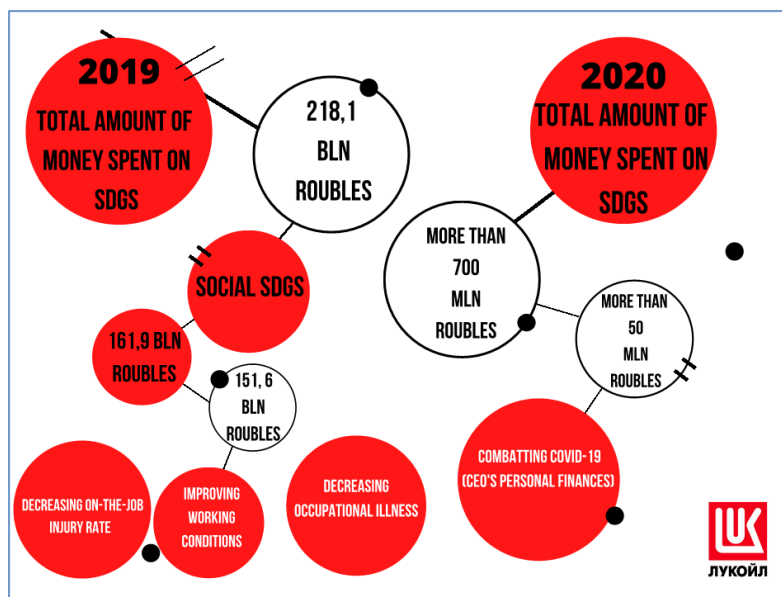 2019
TOTAL AMOUNT OF
MONEY SPENT ON
SDGS
218,1
BLN
ROUBLES
SOCIAL SDGS
161,9 BLN
ROUBLES
151, 6
BLN
ROUBLES
DECREASING ON-THE-JOB
INJURY RATE
IMPROVING
WORKING
CONDITIONS
DECREASING
OCCUPATIONAL ILLNESS
2020
TOTAL AMOUNT OF
MONEY SPENT ON
SDGS
MORE THAN
700
MLN
ROUBLES
MORE THAN
50
MLN
ROUBLES
COMBATTING COVID-19
(CEO'S PERSONAL FINANCES)
LUK
ЛУКОЙЛ